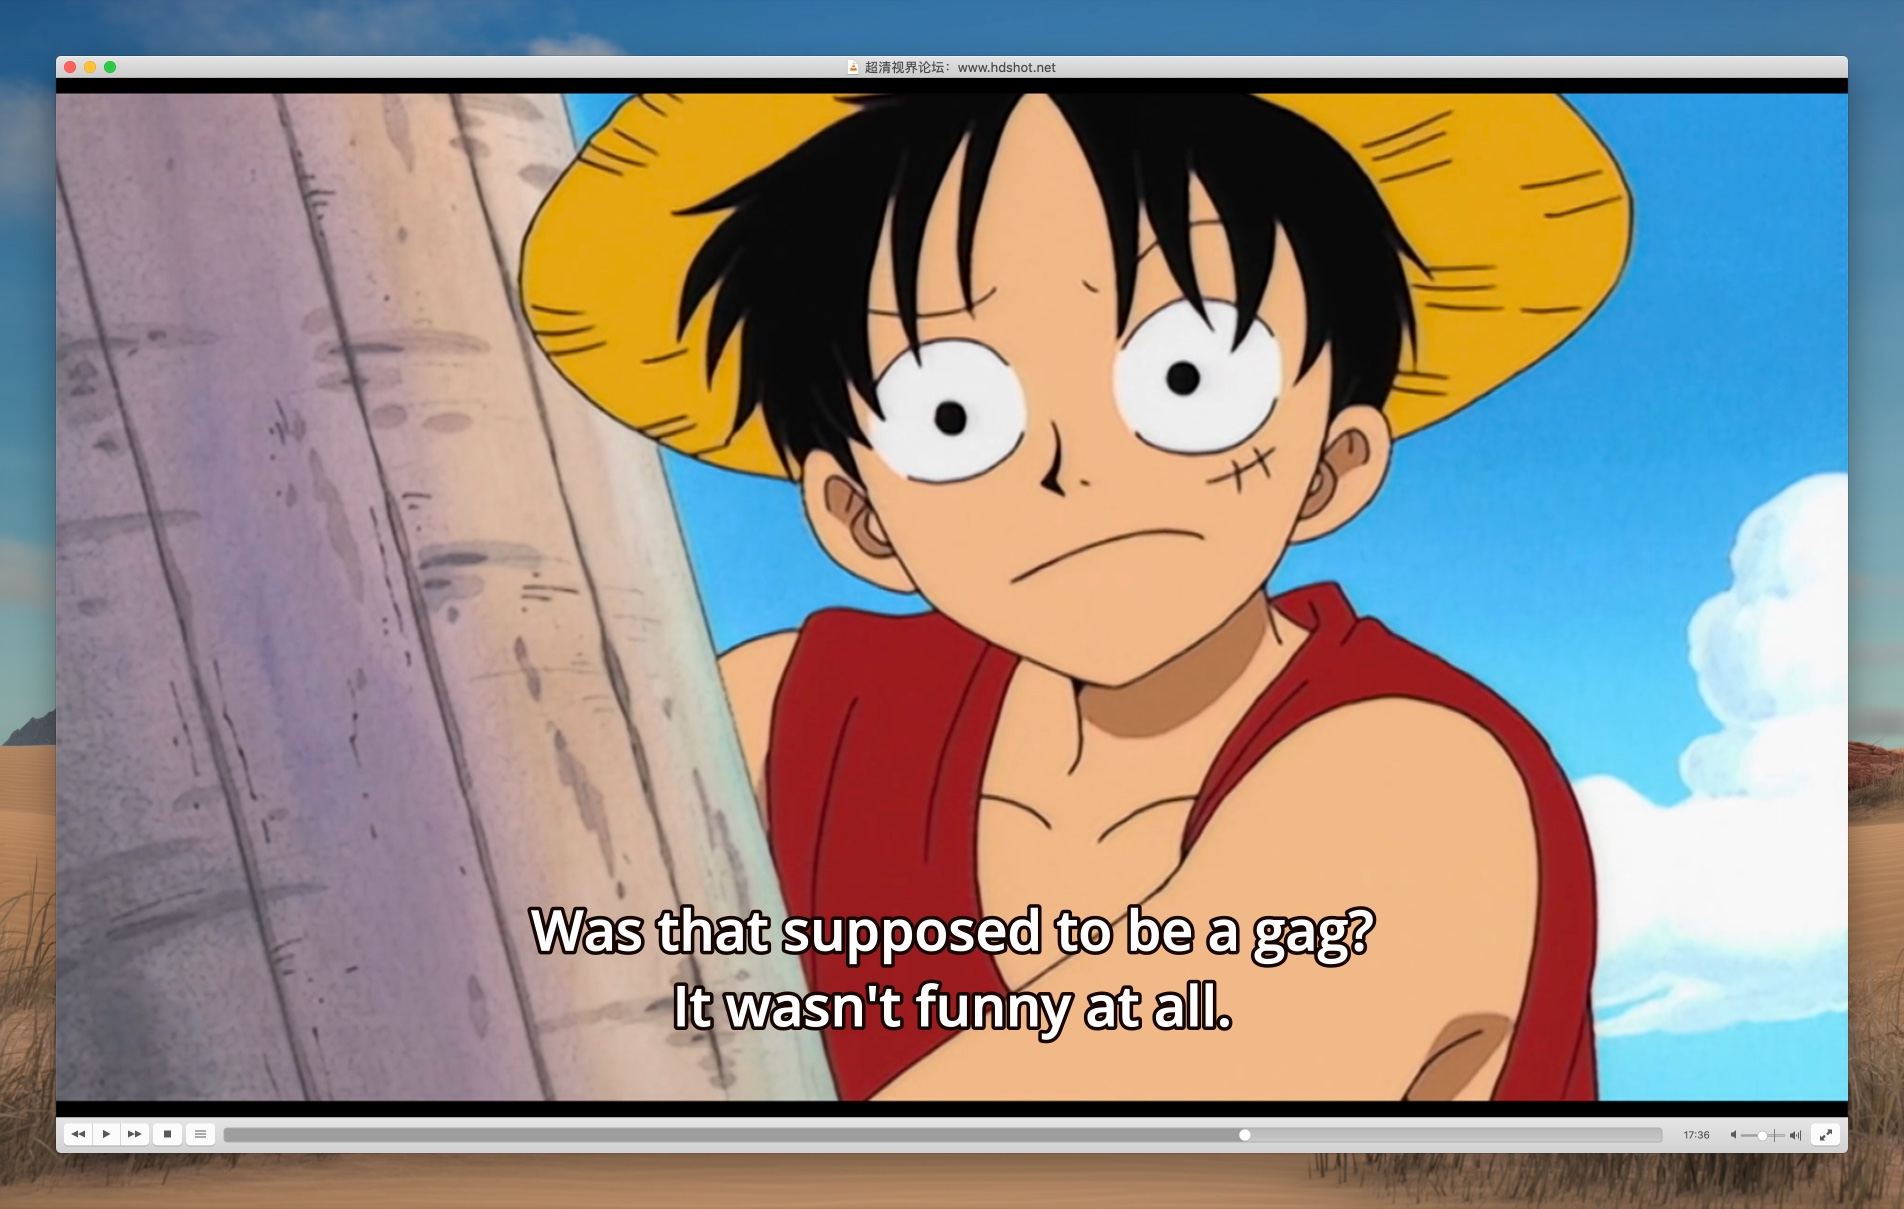 超清视界论坛：www.hdshot.net
Was that supposed to be a gag?
It wasn't funny at all.
17:36